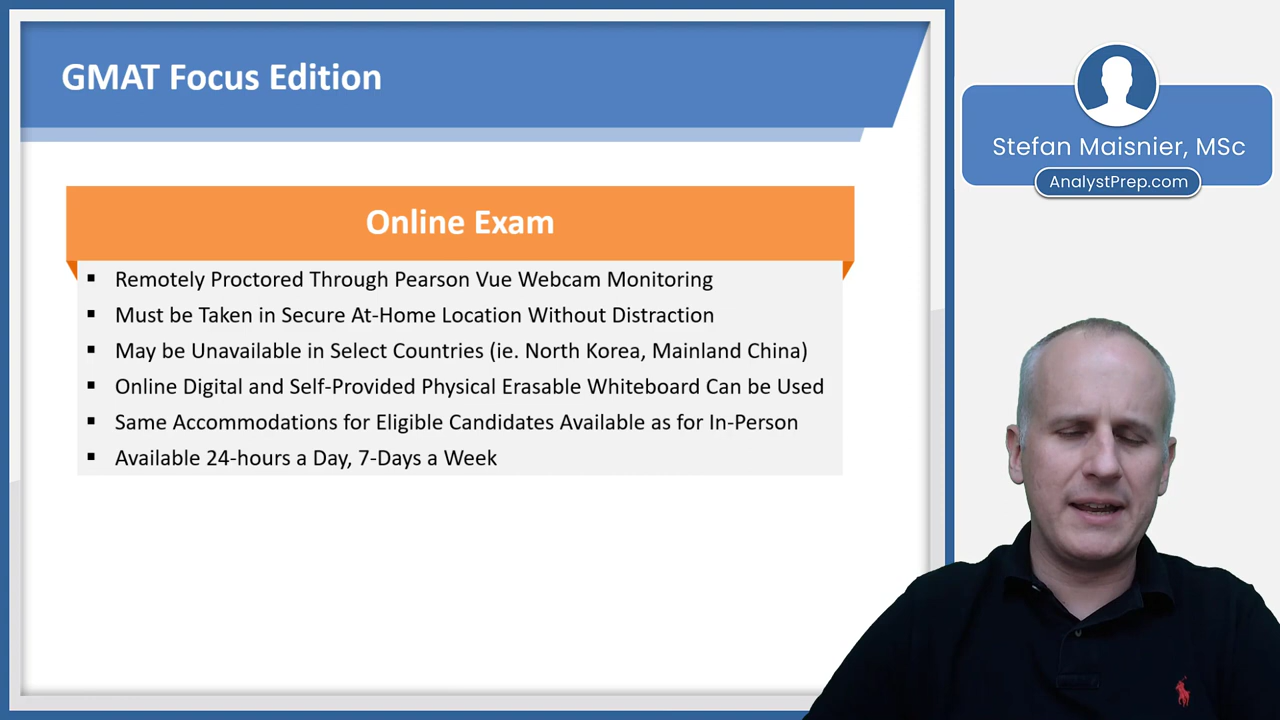 GMAT Focus Edition
Online Exam
▪ Remotely Proctored Through Pearson Vue Webcam Monitoring
▪ Must be Taken in Secure At-Home Location Without Distraction
▪ May be Unavailable in Select Countries (ie. North Korea, Mainland China)
▪ Online Digital and Self-Provided Physical Erasable Whiteboard Can be Used
▪ Same Accommodations for Eligible Candidates Available as for In-Person
▪ Available 24-hours a Day, 7-Days a Week
Stefan Maisnier, MSc
AnalystPrep.com